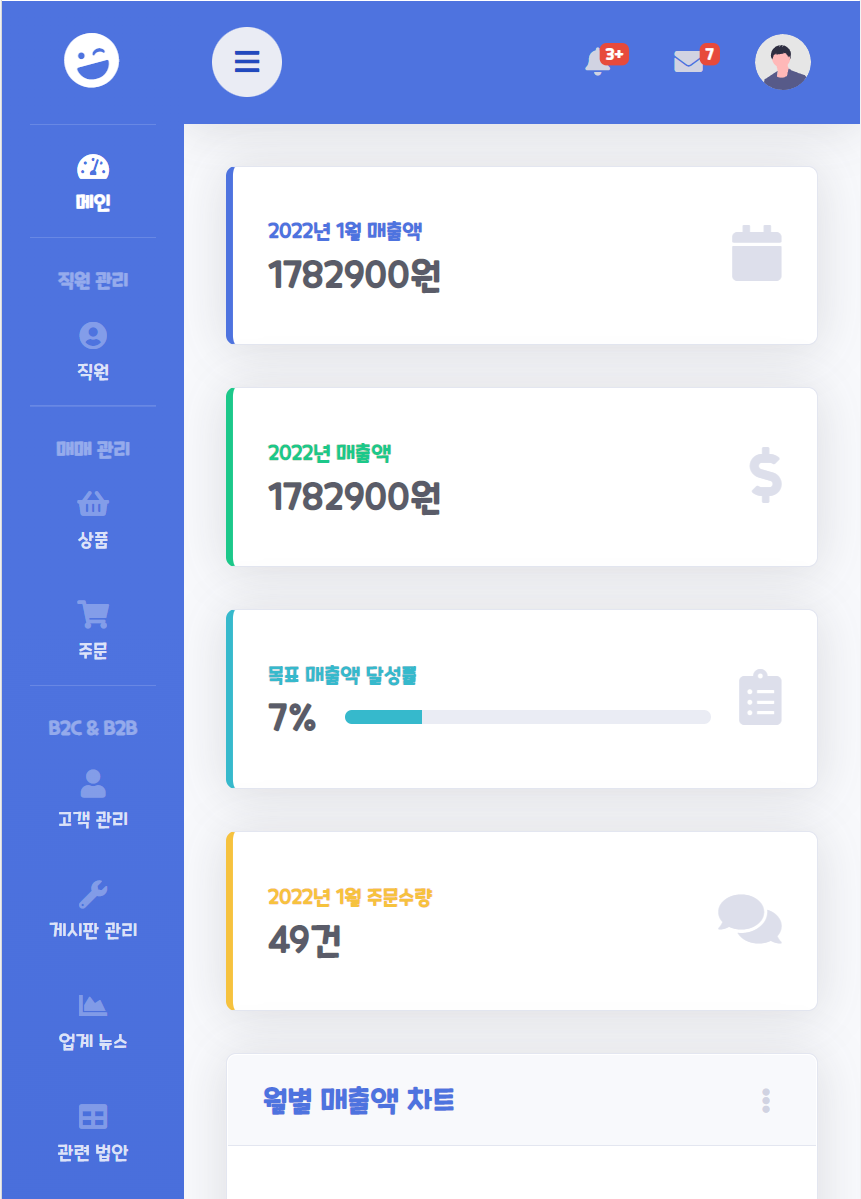 3+
7
메인
직원 관리
직원
매매 관리
상품
주문
B2C & B2B
고객 관리
게시판 관리
업계 뉴스
관련 법안
2022년 1월 매출액
1782900원
2022년 매출액
1782900원
목표 매출액 달성률
7%
2022년 1월 주문수량
49건
월별 매출액 차트